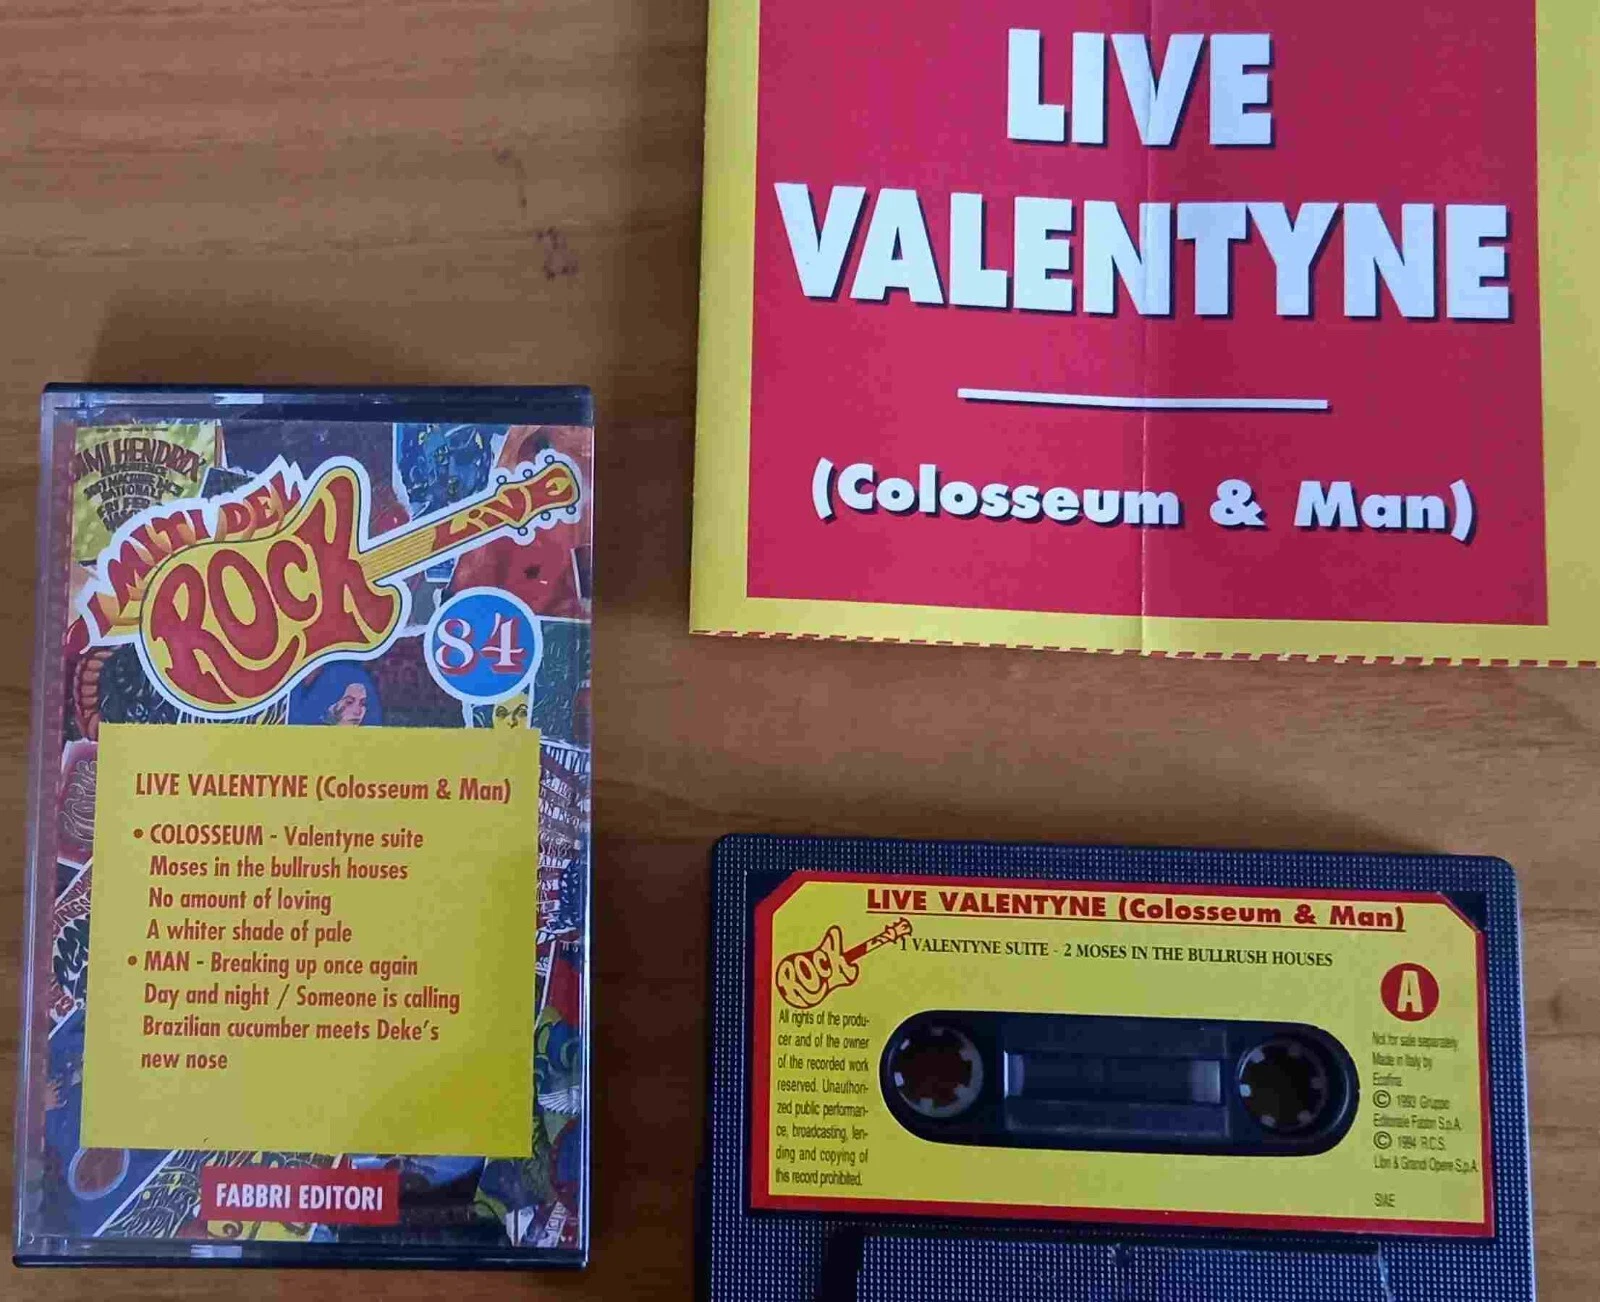 LIVE
VALENTYNE
(Colosseum & Man)
JIMI HENDRIX
I MITI DEL
ROCK
LIVE
84
LIVE VALENTYNE (Colosseum & Man)
• COLOSSEUM - Valentyne suite
Moses in the bullrush houses
No amount of loving
A whiter shade of pale
• MAN - Breaking up once again
Day and night / Someone is calling
Brazilian cucumber meets Deke's
new nose
FABBRI EDITORI
LIVE VALENTYNE (Colosseum & Man)
ROCK LIVE
1 VALENTYNE SUITE - 2 MOSES IN THE BULLRUSH HOUSES
A
All rights of the produ-
cer and of the owner
of the recorded work
reserved. Unauthori-
zed public performan-
ce, broadcasting, len-
ding and copying of
this record prohibited.
Not for sale separately
Made in Italy by
Ecofina
© 1993 Gruppo
Editoriale Fabbri S.p.A.
© 1994 R.C.S.
Libri & Grandi Opere S.p.A.
SIAE